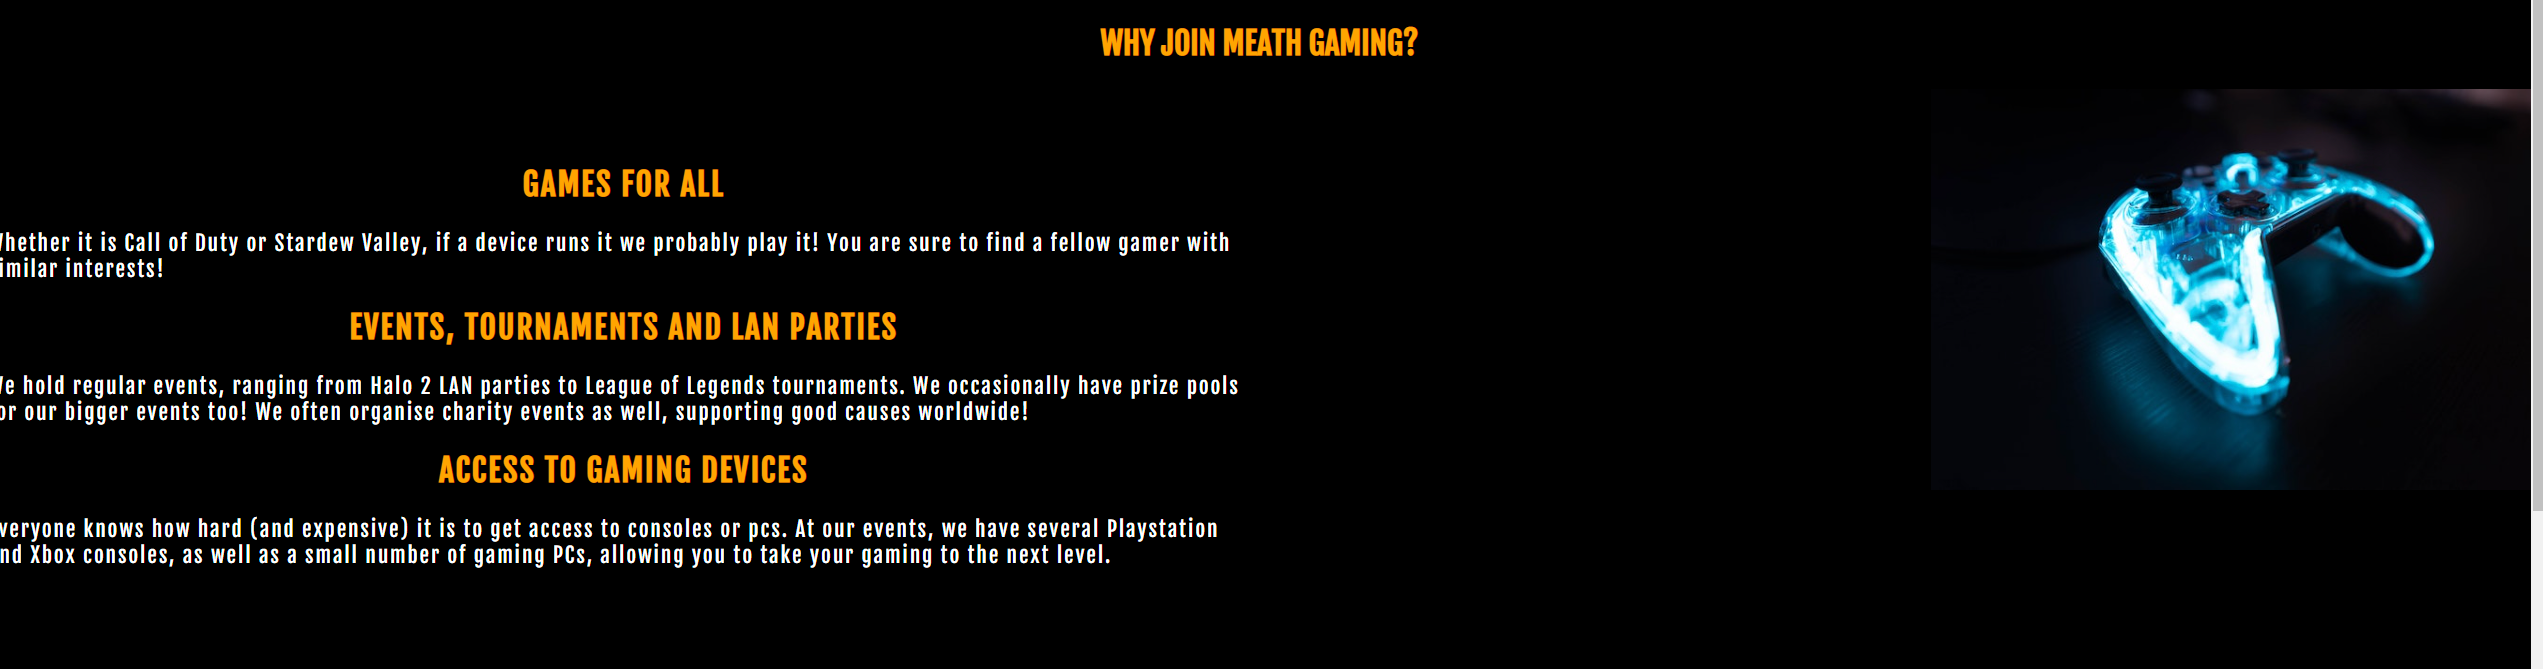 WHY JOIN MEATH GAMING?
GAMES FOR ALL
hether it is Call of Duty or Stardew Valley, if a device runs it we probably play it! You are sure to find a fellow gamer with
imilar interests!
EVENTS, TOURNAMENTS AND LAN PARTIES
e hold regular events, ranging from Halo 2 LAN parties to League of Legends tournaments. We occasionally have prize pools
or our bigger events too! We often organise charity events as well, supporting good causes worldwide!
ACCESS TO GAMING DEVICES
veryone knows how hard (and expensive) it is to get access to consoles or pcs. At our events, we have several Playstation
nd Xbox consoles, as well as a small number of gaming PCs, allowing you to take your gaming to the next level.